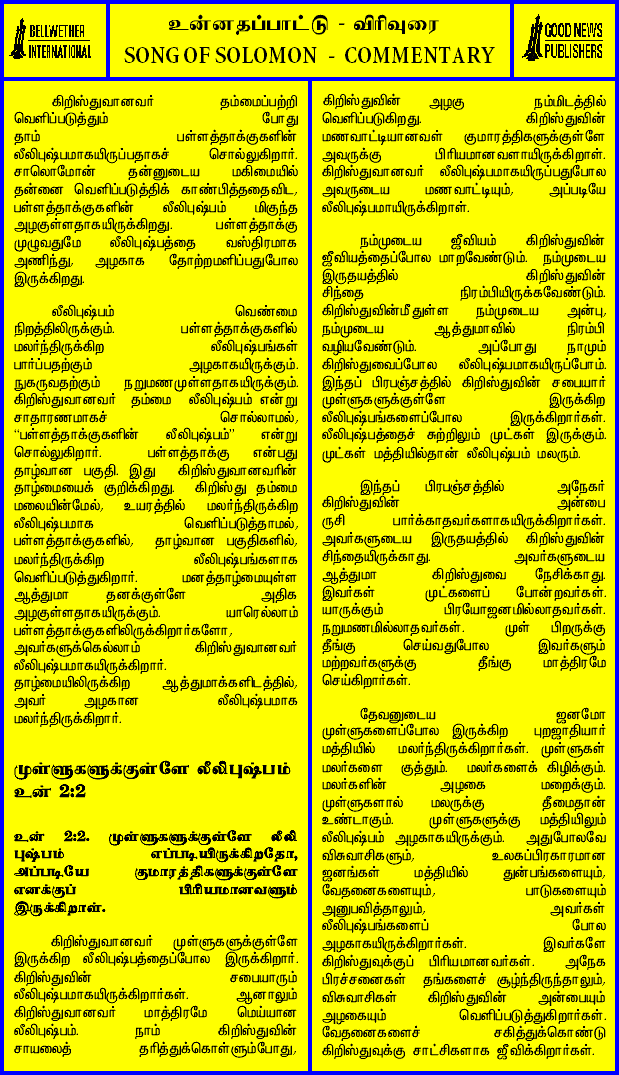 BELLWETHER
INTERNATIONAL
உன்னதப்பாட்டு - விரிவுரை
SONG OF SOLOMON - COMMENTARY
GOOD NEWS
PUBLISHERS
கிறிஸ்துவானவர் தம்மைப்பற்றி
வெளிப்படுத்தும் போது
தாம் பள்ளத்தாக்குகளின்
லீலிபுஷ்பமாகயிருப்பதாகச் சொல்லுகிறார்.
சாலொமோன் தன்னுடைய மகிமையில்
தன்னை வெளிப்படுத்திக் காண்பித்ததைவிட,
பள்ளத்தாக்குகளின் லீலிபுஷ்பம் மிகுந்த
அழகுள்ளதாகயிருக்கிறது. பள்ளத்தாக்கு
முழுவதுமே லீலிபுஷ்பத்தை வஸ்திரமாக
அணிந்து, அழகாக தோற்றமளிப்பதுபோல
இருக்கிறது.
லீலிபுஷ்பம் வெண்மை
நிறத்திலிருக்கும். பள்ளத்தாக்குகளில்
மலர்ந்திருக்கிற லீலிபுஷ்பங்கள்
பார்ப்பதற்கும் அழகாகயிருக்கும்.
நுகருவதற்கும் நறுமணமுள்ளதாகயிருக்கும்.
கிறிஸ்துவானவர் தம்மை லீலிபுஷ்பம் என்று
சாதாரணமாகச் சொல்லாமல்,
“பள்ளத்தாக்குகளின் லீலிபுஷ்பம்” என்று
சொல்லுகிறார். பள்ளத்தாக்கு என்பது
தாழ்வான பகுதி. இது கிறிஸ்துவானவரின்
தாழ்மையைக் குறிக்கிறது. கிறிஸ்து தம்மை
மலையின்மேல், உயரத்தில் மலர்ந்திருக்கிற
லீலிபுஷ்பமாக வெளிப்படுத்தாமல்,
பள்ளத்தாக்குகளில், தாழ்வான பகுதிகளில்,
மலர்ந்திருக்கிற லீலிபுஷ்பங்களாக
வெளிப்படுத்துகிறார். மனத்தாழ்மையுள்ள
ஆத்துமா தனக்குள்ளே அதிக
அழகுள்ளதாகயிருக்கும். யாரெல்லாம்
பள்ளத்தாக்குகளிலிருக்கிறார்களோ,
அவர்களுக்கெல்லாம் கிறிஸ்துவானவர்
லீலிபுஷ்பமாகயிருக்கிறார்.
தாழ்மையிலிருக்கிற ஆத்துமாக்களிடத்தில்,
அவர் அழகான லீலிபுஷ்பமாக
மலர்ந்திருக்கிறார்.
முள்ளுகளுக்குள்ளே லீலிபுஷ்பம்
உன் 2:2
உன் 2:2. முள்ளுகளுக்குள்ளே லீலி
புஷ்பம் எப்படியிருக்கிறதோ,
அப்படியே குமாரத்திகளுக்குள்ளே
எனக்குப் பிரியமானவளும்
இருக்கிறாள்.
கிறிஸ்துவானவர் முள்ளுகளுக்குள்ளே
இருக்கிற லீலிபுஷ்பத்தைப்போல இருக்கிறார்.
கிறிஸ்துவின் சபையாரும்
லீலிபுஷ்பமாகயிருக்கிறார்கள். ஆனாலும்
கிறிஸ்துவானவர் மாத்திரமே மெய்யான
லீலிபுஷ்பம். நாம் கிறிஸ்துவின்
சாயலைத் தரித்துக்கொள்ளும்போது,
கிறிஸ்துவின் அழகு நம்மிடத்தில்
வெளிப்படுகிறது. கிறிஸ்துவின்
மணவாட்டியானவள் குமாரத்திகளுக்குள்ளே
அவருக்கு பிரியமானவளாயிருக்கிறாள்.
கிறிஸ்துவானவர் லீலிபுஷ்பமாகயிருப்பதுபோல
அவருடைய மணவாட்டியும், அப்படியே
லீலிபுஷ்பமாயிருக்கிறாள்.
நம்முடைய ஜீவியம் கிறிஸ்துவின்
ஜீவியத்தைப்போல மாறவேண்டும். நம்முடைய
இருதயத்தில் கிறிஸ்துவின்
சிந்தை நிரம்பியிருக்கவேண்டும்.
கிறிஸ்துவின்மீதுள்ள நம்முடைய அன்பு,
நம்முடைய ஆத்துமாவில் நிரம்பி
வழியவேண்டும். அப்போது நாமும்
கிறிஸ்துவைப்போல லீலிபுஷ்பமாகயிருப்போம்.
இந்தப் பிரபஞ்சத்தில் கிறிஸ்துவின் சபையார்
முள்ளுகளுக்குள்ளே இருக்கிற
லீலிபுஷ்பங்களைப்போல இருக்கிறார்கள்.
லீலிபுஷ்பத்தைச் சுற்றிலும் முட்கள் இருக்கும்.
முட்கள் மத்தியில்தான் லீலிபுஷ்பம் மலரும்.
இந்தப் பிரபஞ்சத்தில் அநேகர்
கிறிஸ்துவின் அன்பை
ருசி பார்க்காதவர்களாகயிருக்கிறார்கள்.
அவர்களுடைய இருதயத்தில் கிறிஸ்துவின்
சிந்தையிருக்காது. அவர்களுடைய
ஆத்துமா கிறிஸ்துவை நேசிக்காது.
இவர்கள் முட்களைப் போன்றவர்கள்.
யாருக்கும் பிரயோஜனமில்லாதவர்கள்.
நறுமணமில்லாதவர்கள். முள் பிறருக்கு
தீங்கு செய்வதுபோல இவர்களும்
மற்றவர்களுக்கு தீங்கு மாத்திரமே
செய்கிறார்கள்.
தேவனுடைய ஜனமோ
முள்ளுகளைப்போல இருக்கிற புறஜாதியார்
மத்தியில் மலர்ந்திருக்கிறார்கள். முள்ளுகள்
மலர்களை குத்தும். மலர்களைக் கிழிக்கும்.
மலர்களின் அழகை மறைக்கும்.
முள்ளுகளால் மலருக்கு தீமைதான்
உண்டாகும். முள்ளுகளுக்கு மத்தியிலும்
லீலிபுஷ்பம் அழகாகயிருக்கும். அதுபோலவே
விசுவாசிகளும், உலகப்பிரகாரமான
ஜனங்கள் மத்தியில் துன்பங்களையும்,
வேதனைகளையும், பாடுகளையும்
அனுபவித்தாலும், அவர்கள்
லீலிபுஷ்பங்களைப் போல
அழகாகயிருக்கிறார்கள். இவர்களே
கிறிஸ்துவுக்குப் பிரியமானவர்கள். அநேக
பிரச்சனைகள் தங்களைச் சூழ்ந்திருந்தாலும்,
விசுவாசிகள் கிறிஸ்துவின் அன்பையும்
அழகையும் வெளிப்படுத்துகிறார்கள்.
வேதனைகளைச் சகித்துக்கொண்டு
கிறிஸ்துவுக்கு சாட்சிகளாக ஜீவிக்கிறார்கள்.